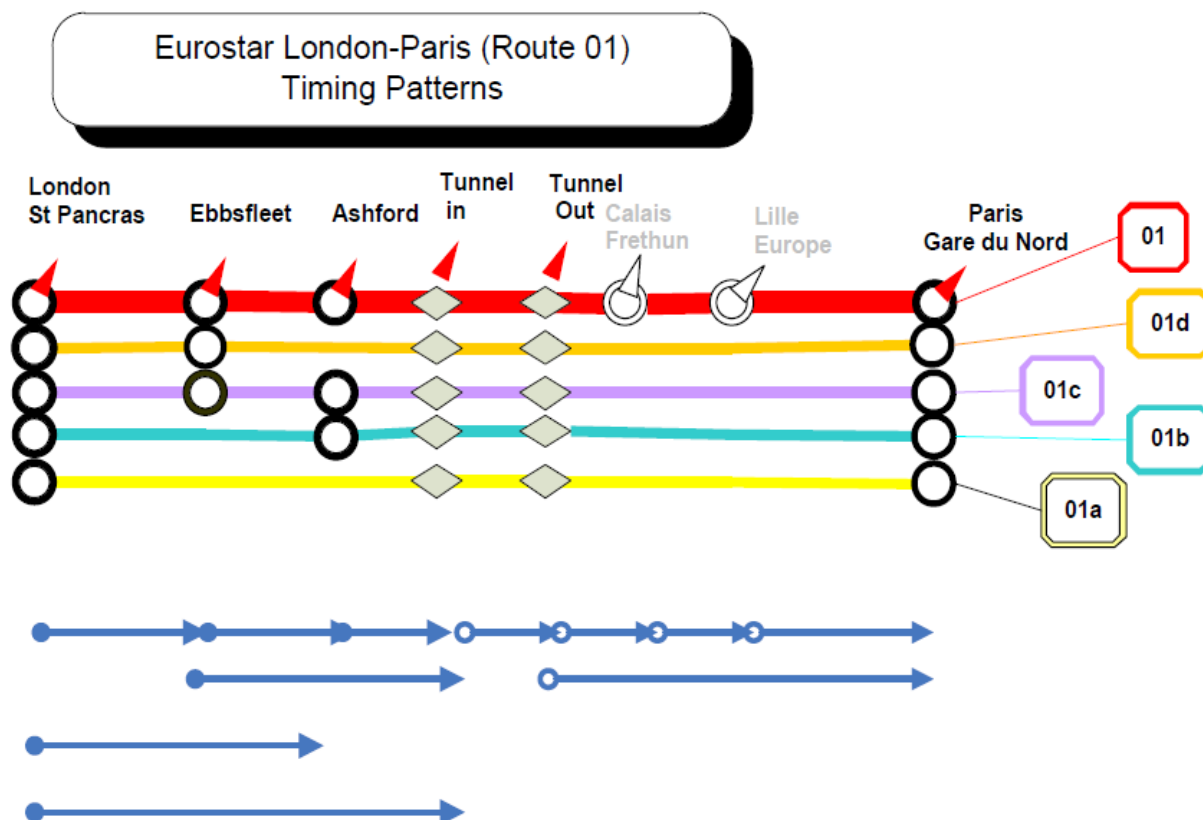 Eurostar London-Paris (Route 01)
Timing Patterns
London
St Pancras
Ebbsfleet
Ashford
Tunnel
in
Tunnel
Out
Calais
Frethun
Lille
Europe
Paris
Gare du Nord
01
01d
01c
01b
01a